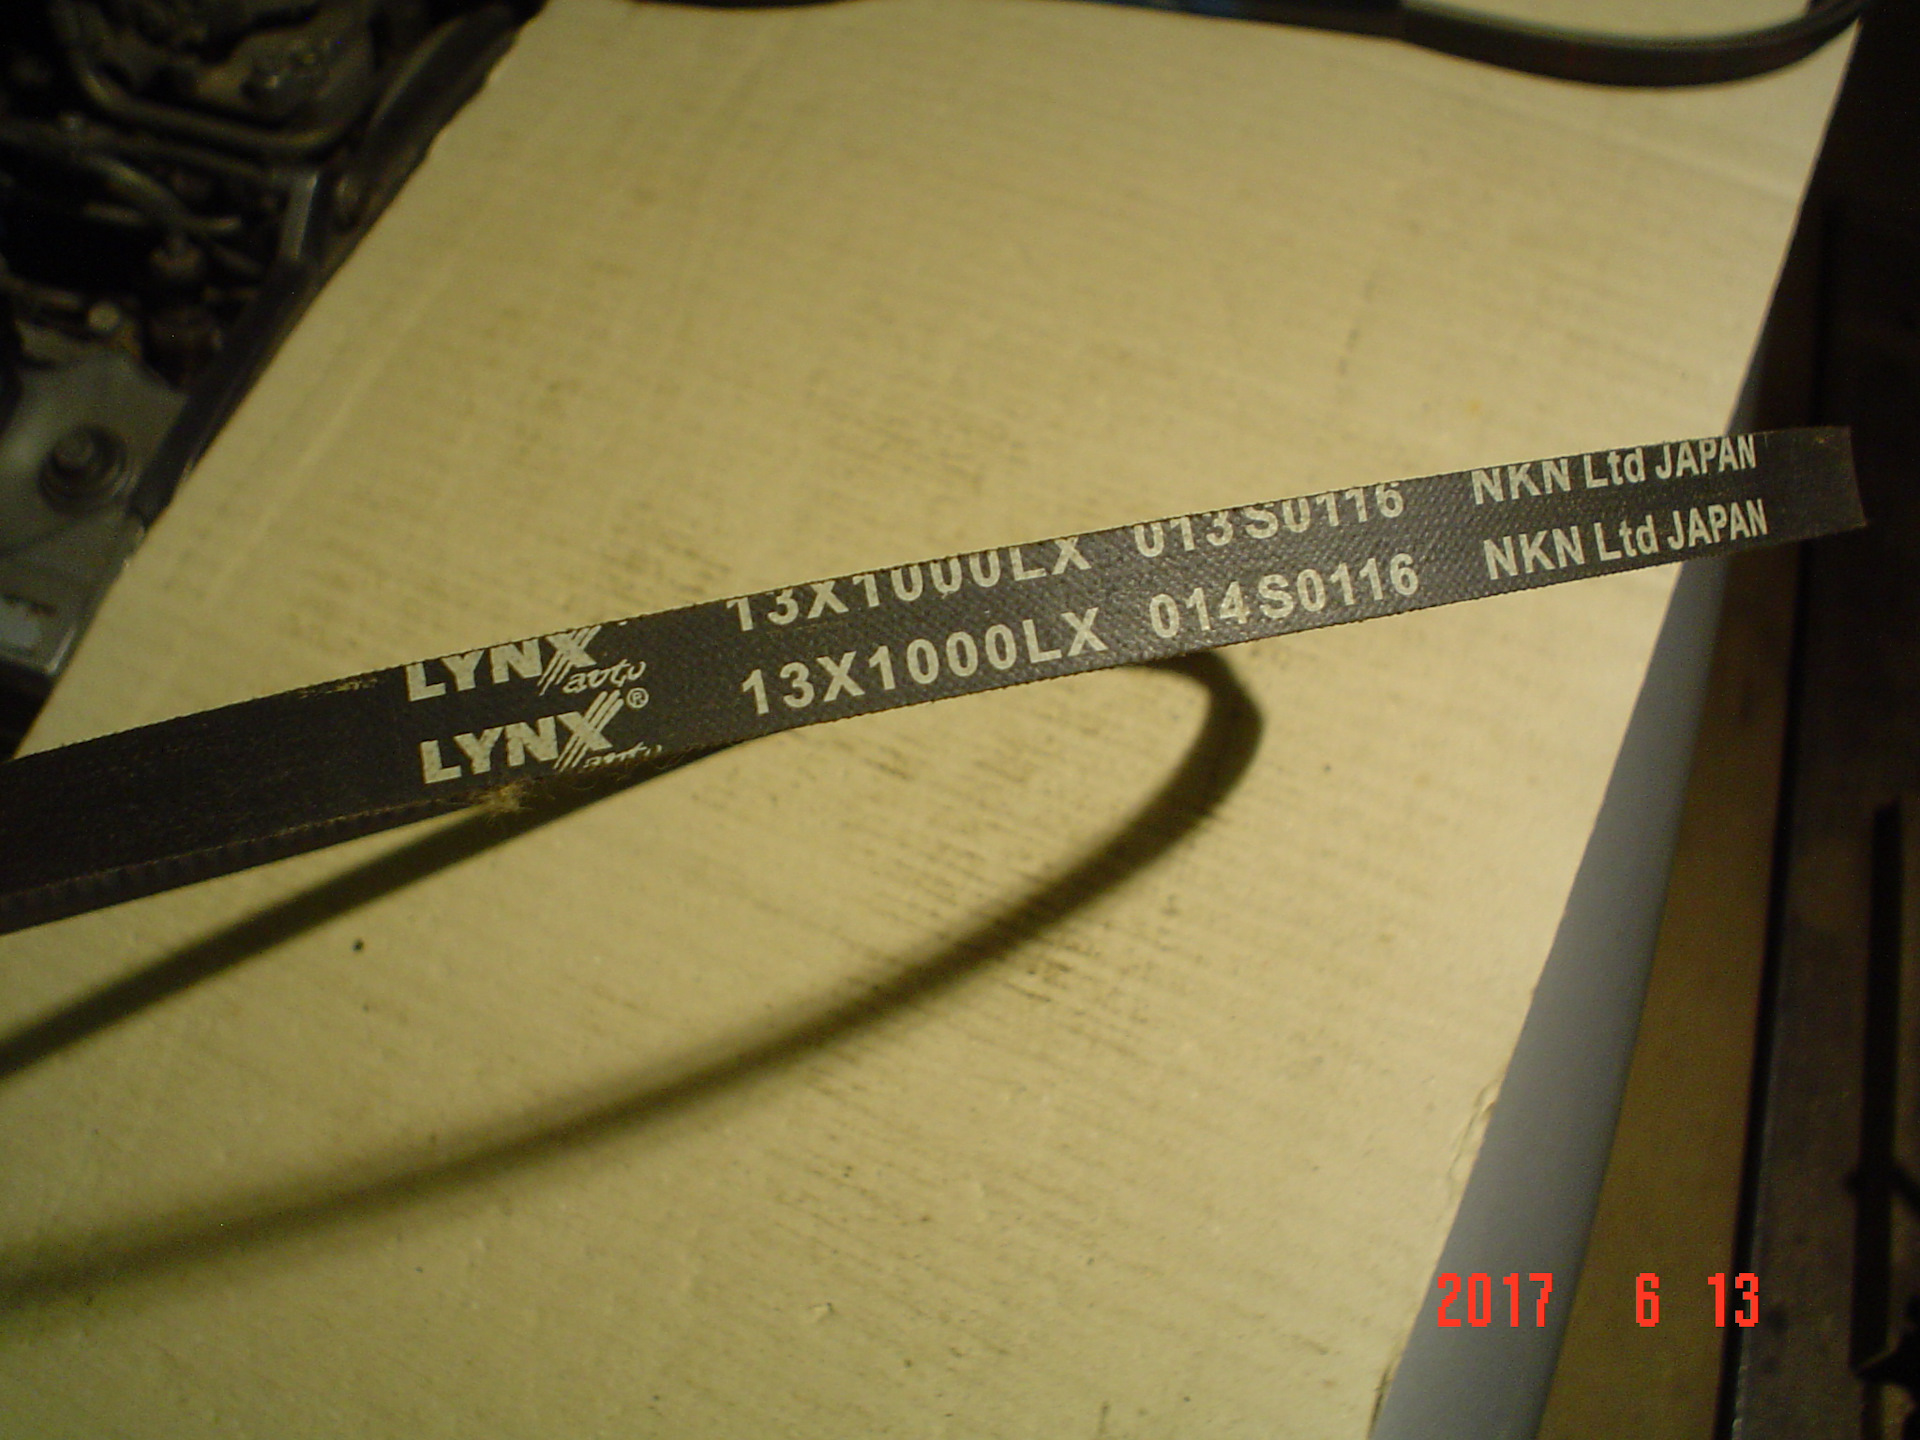 LYNX auto 13X1000LX 013S0116 NKN Ltd JAPAN
LYNX® auto 13X1000LX 014S0116 NKN Ltd JAPAN
2017 6 13